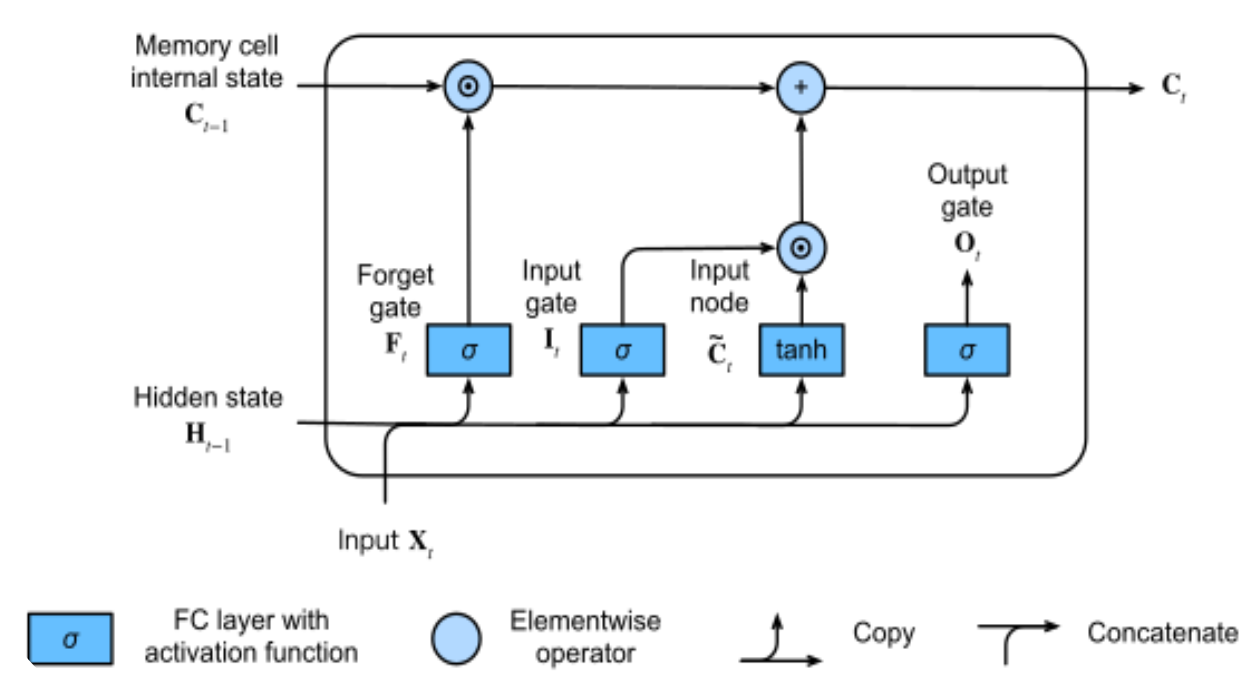 Memory cell
internal state
C_{t−1}
⊙
+
C_t
Output
gate
O_t
⊙
Forget
gate
F_t
Input
gate
I_t
Input
node
C̃_t
σ
σ
tanh
σ
Hidden state
H_{t−1}
Input X_t
σ
FC layer with
activation function
Elementwise
operator
Copy
Concatenate